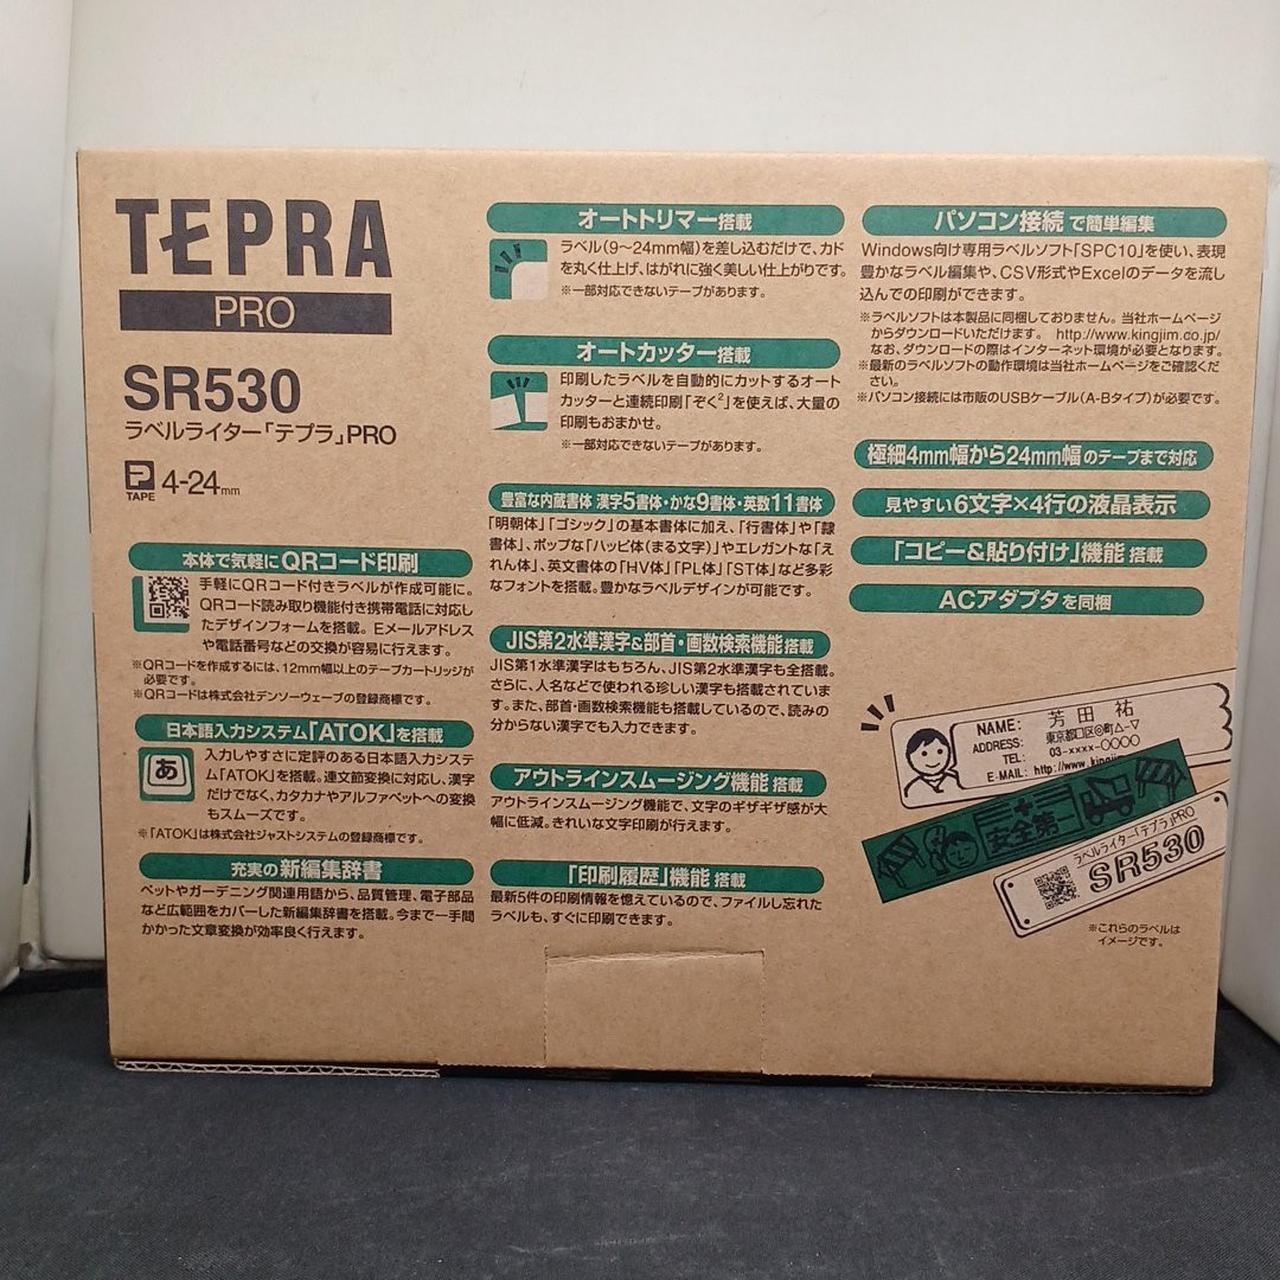 TEPRA
PRO
SR530
ラベルライター「テプラ」PRO
TAPE 4-24mm
本体で気軽にQRコード印刷
手軽にQRコード付きラベルが作成可能に。
QRコード読み取り機能付き携帯電話に対応し
たデザインフォームを搭載。Eメールアドレス
や電話番号などの交換が容易に行えます。
※QRコードを作成するには、12mm幅以上のテープカートリッジが
必要です。
※QRコードは株式会社デンソーウェーブの登録商標です。
日本語入力システム「ATOK」を搭載
あ
入力しやすさに定評のある日本語入力システ
ム「ATOK」を搭載。連文節変換に対応し、漢字
だけでなく、カタカナやアルファベットへの変換
もスムーズです。
※「ATOK」は株式会社ジャストシステムの登録商標です。
充実の新編集辞書
ペットやガーデニング関連用語から、品質管理、電子部品
など広範囲をカバーした新編集辞書を搭載。今まで一手間
かかった文章変換が効率良く行えます。
オートトリマー搭載
ラベル(9〜24mm幅)を差し込むだけで、カド
を丸く仕上げ、はがれに強く美しい仕上がりです。
※一部対応できないテープがあります。
オートカッター搭載
印刷したラベルを自動的にカットするオート
カッターと連続印刷「ぞく²」を使えば、大量の
印刷もおまかせ。
※一部対応できないテープがあります。
豊富な内蔵書体 漢字5書体・かな9書体・英数11書体
「明朝体」「ゴシック」の基本書体に加え、「行書体」や「隷
書体」、ポップな「ハッピ体(まる文字)」やエレガントな「え
れん体」、英文書体の「HV体」「PL体」「ST体」など多彩
なフォントを搭載。豊かなラベルデザインが可能です。
JIS第2水準漢字&部首・画数検索機能搭載
JIS第1水準漢字はもちろん、JIS第2水準漢字も全搭載。
さらに、人名などで使われる珍しい漢字も搭載されていま
す。また、部首・画数検索機能も搭載しているので、読みの
分からない漢字でも入力できます。
アウトラインスムージング機能搭載
アウトラインスムージング機能で、文字のギザギザ感が大
幅に低減。きれいな文字印刷が行えます。
「印刷履歴」機能搭載
最新5件の印刷情報を憶えているので、ファイルし忘れた
ラベルも、すぐに印刷できます。
パソコン接続で簡単編集
Windows向け専用ラベルソフト「SPC10」を使い、表現
豊かなラベル編集や、CSV形式やExcelのデータを流し
込んでの印刷ができます。
※ラベルソフトは本製品に同梱しておりません。当社ホームページ
からダウンロードいただけます。 http://www.kingjim.co.jp/
なお、ダウンロードの際はインターネット環境が必要となります。
※最新のラベルソフトの動作環境は当社ホームページをご確認くだ
さい。
※パソコン接続には市販のUSBケーブル(A-Bタイプ)が必要です。
極細4mm幅から24mm幅のテープまで対応
見やすい6文字×4行の液晶表示
「コピー&貼り付け」機能搭載
ACアダプタを同梱
NAME: 芳田 祐
ADDRESS: 東京都□区◎町△-▽
TEL: 03-xxxx-○○○○
E-MAIL: http://www.kingjim
安全第一
ラベルライター「テプラ」PRO
SR530
※これらのラベルは
イメージです。